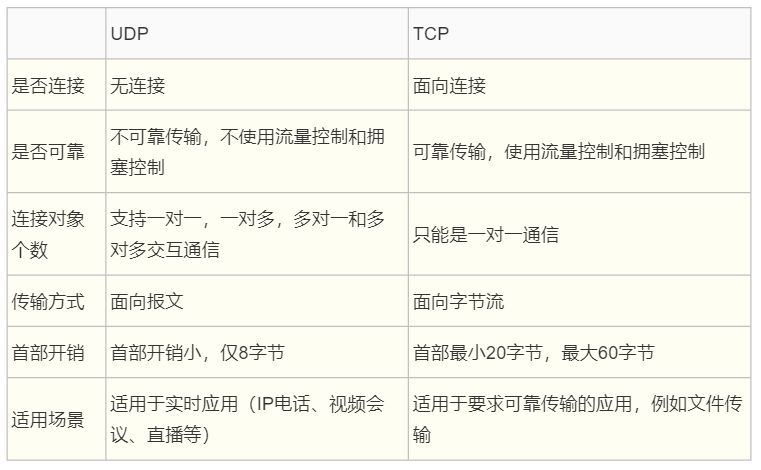 UDP
TCP
是否连接
无连接
面向连接
是否可靠
不可靠传输，不使用流量控制和拥
塞控制
可靠传输，使用流量控制和拥塞控制
连接对象
个数
支持一对一，一对多，多对一和多
对多交互通信
只能是一对一通信
传输方式
面向报文
面向字节流
首部开销
首部开销小，仅8字节
首部最小20字节，最大60字节
适用场景
适用于实时应用（IP电话、视频会
议、直播等）
适用于要求可靠传输的应用，例如文件传
输